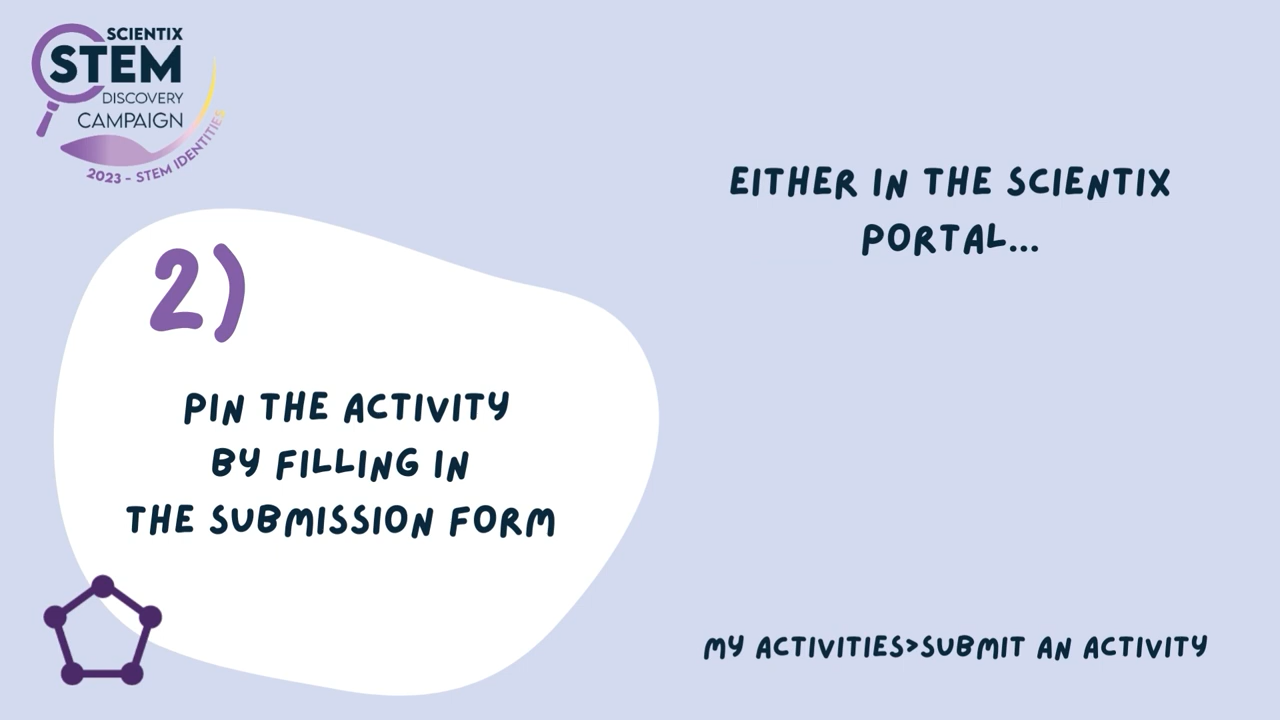 SCIENTIX
STEM
DISCOVERY
CAMPAIGN
2023 - STEM IDENTITIES
2)
PIN THE ACTIVITY
BY FILLING IN
THE SUBMISSION FORM
EITHER IN THE SCIENTIX
PORTAL...
MY ACTIVITIES>SUBMIT AN ACTIVITY